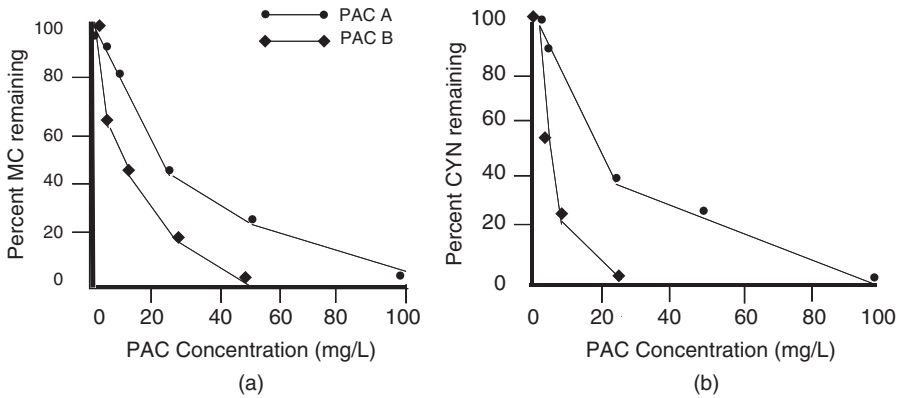 PAC A
PAC B
Percent MC remaining
100
80
60
40
20
0
0 20 40 60 80 100
PAC Concentration (mg/L)
(a)
Percent CYN remaining
100
80
60
40
20
0
0 20 40 60 80 100
PAC Concentration (mg/L)
(b)